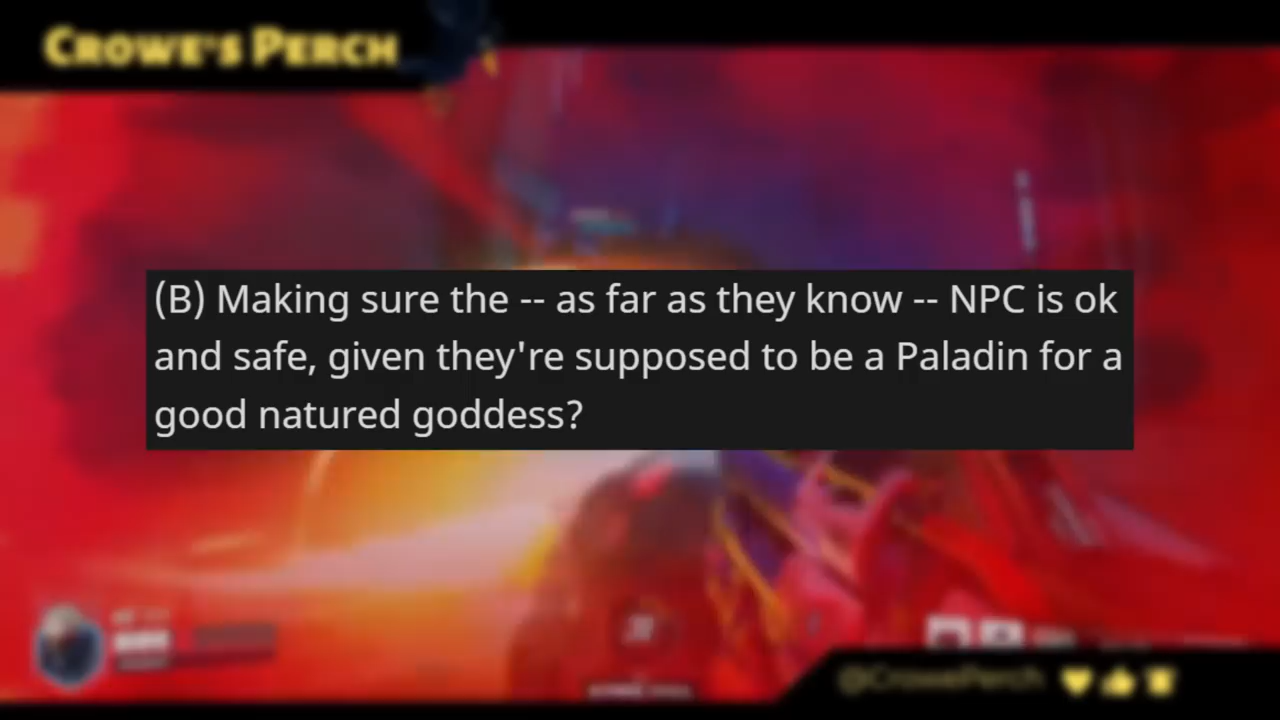 CROWE'S PERCH
(B) Making sure the -- as far as they know -- NPC is ok
and safe, given they're supposed to be a Paladin for a
good natured goddess?
@CrowePerch